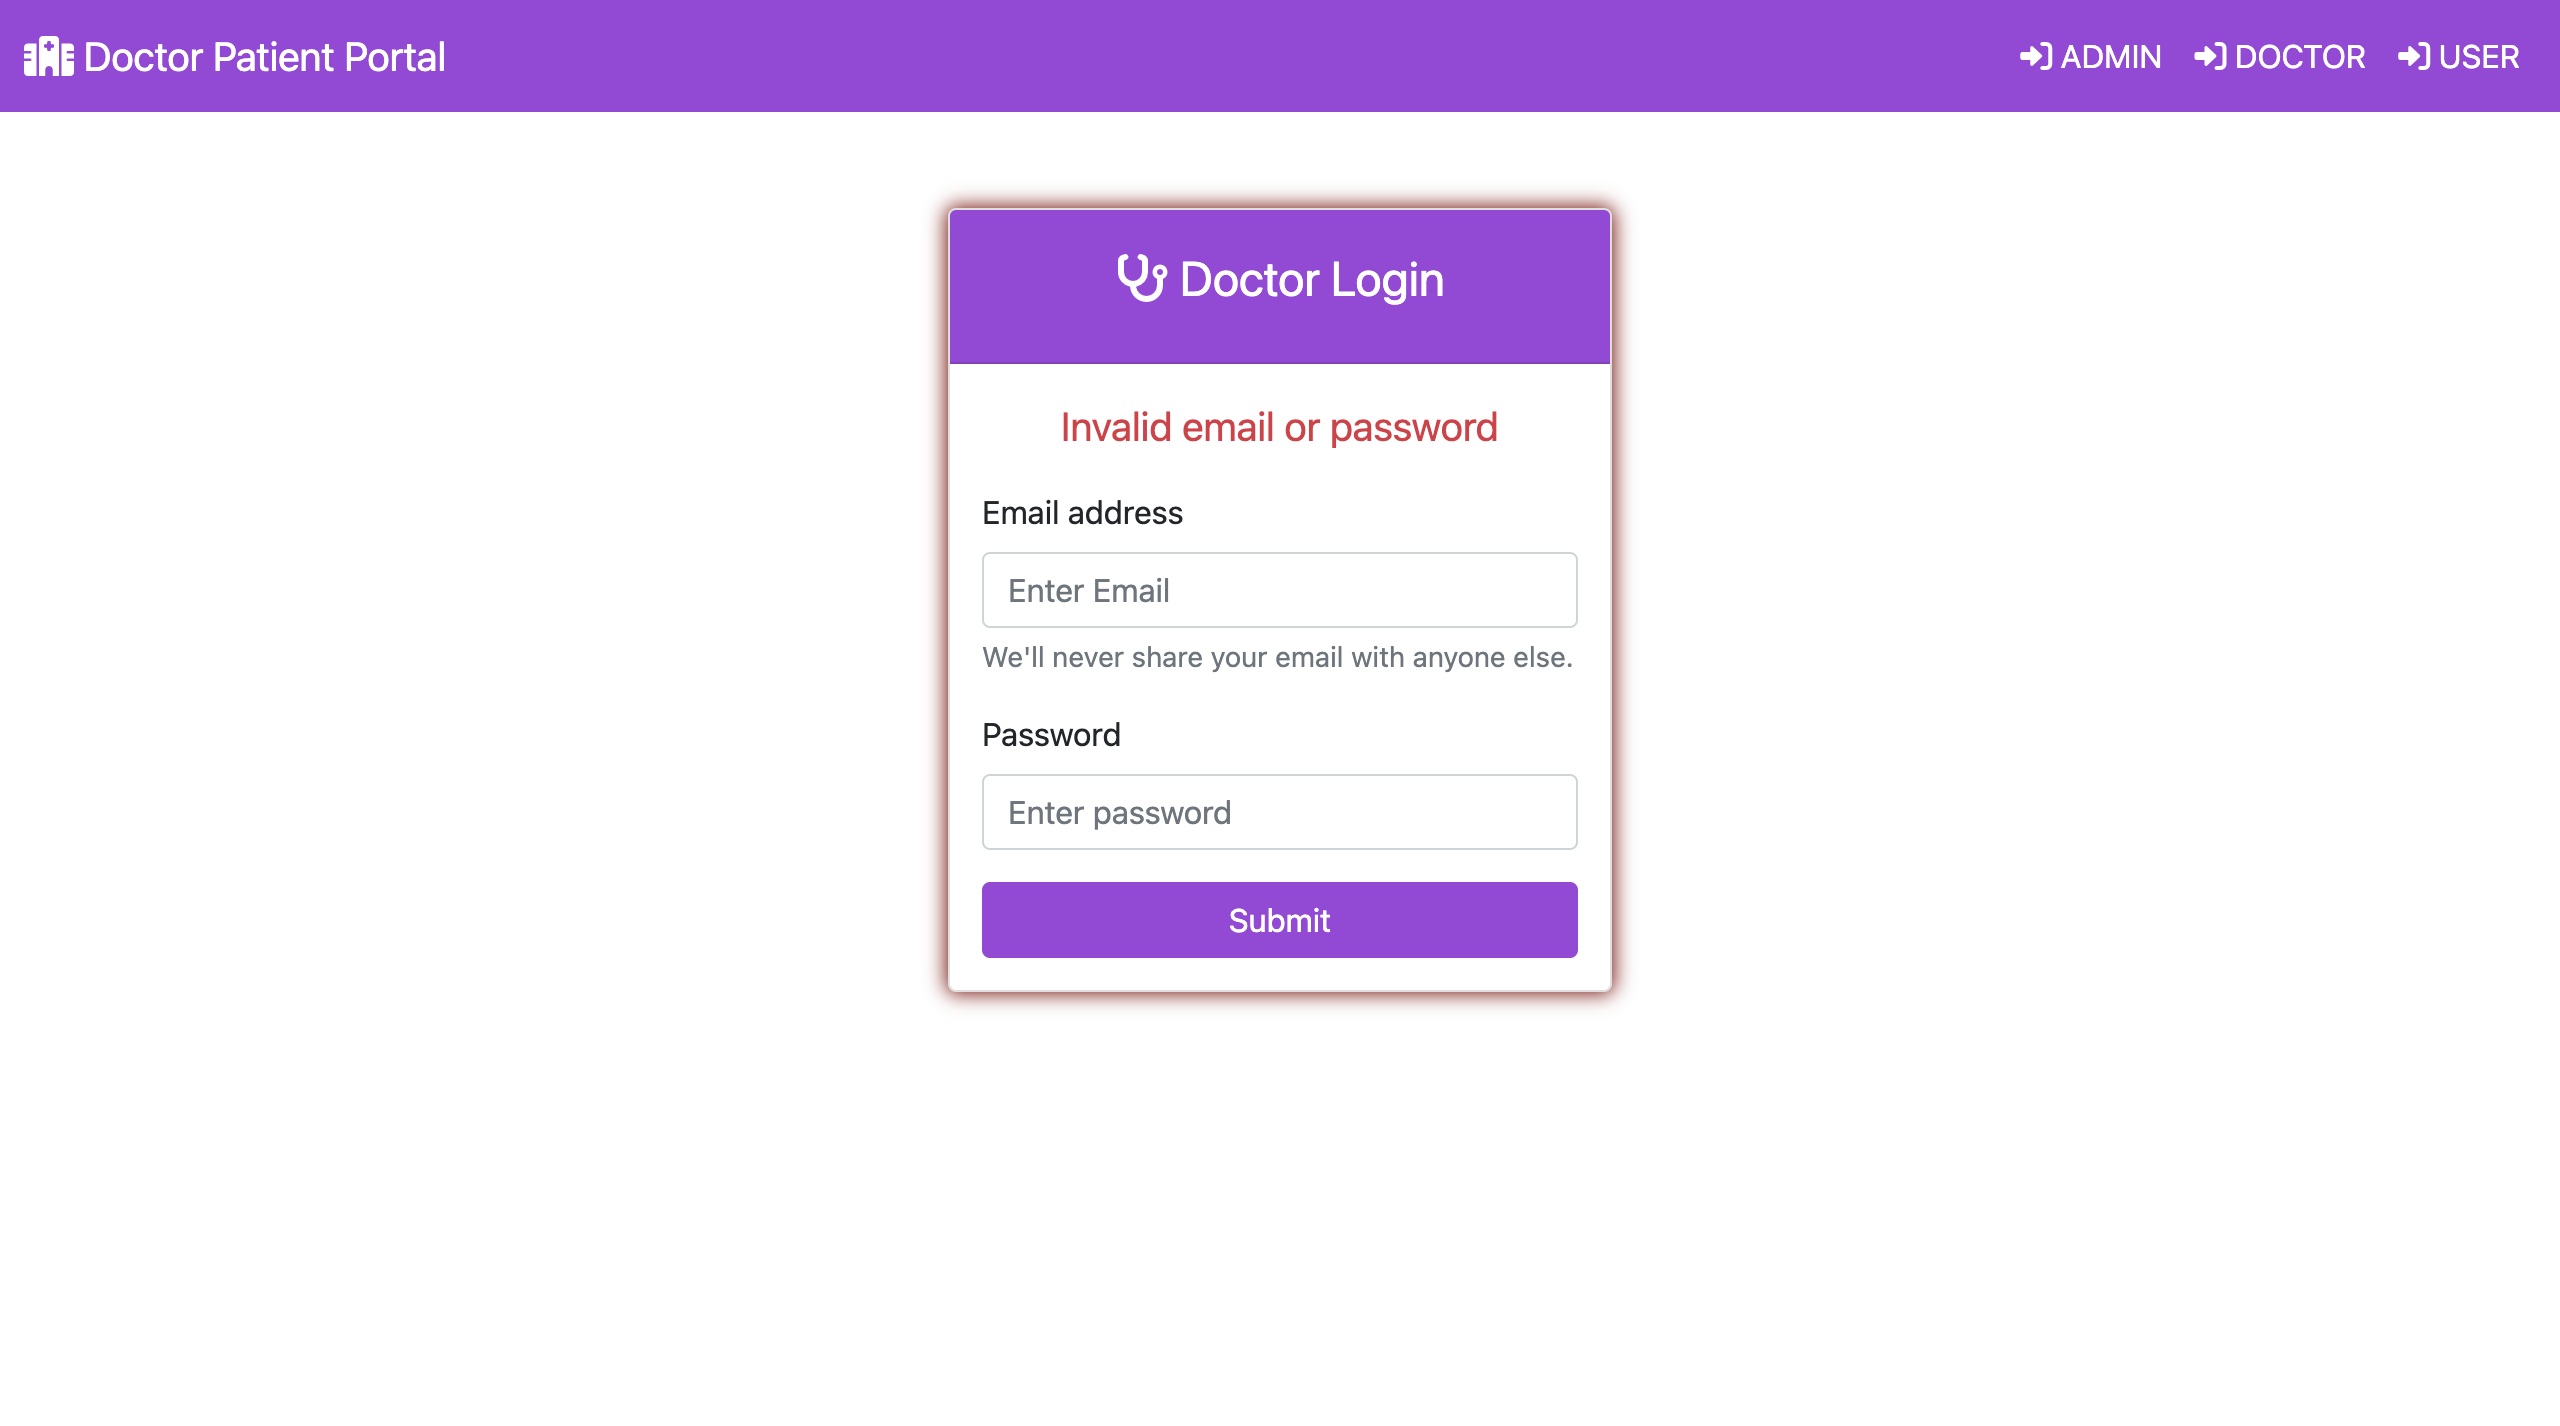 Doctor Patient Portal
ADMIN DOCTOR USER
Doctor Login
Invalid email or password
Email address
Enter Email
We'll never share your email with anyone else.
Password
Enter password
Submit